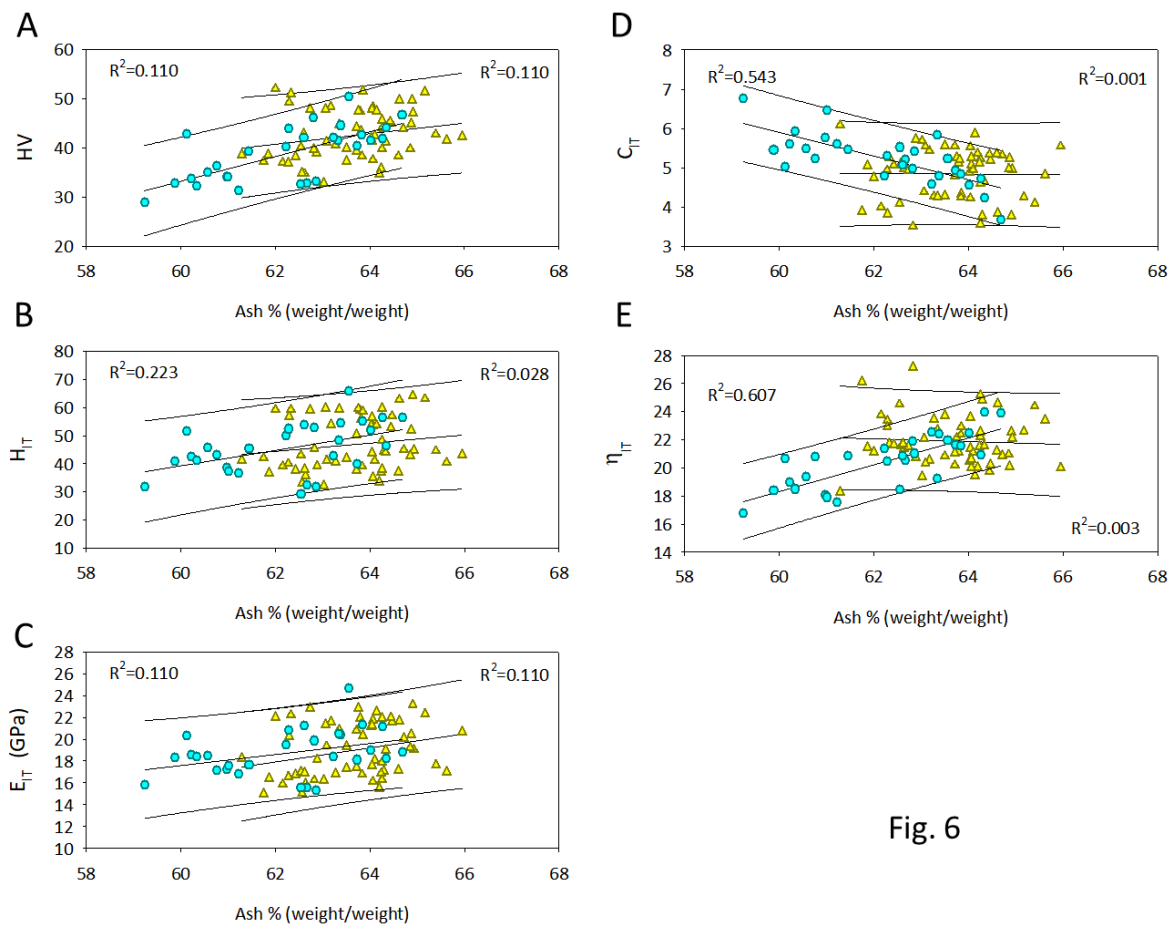 A
HV
60
50
40
30
20
R²=0.110
R²=0.110
58
60
62
64
66
68
Ash % (weight/weight)
B
H_IT
80
70
60
50
40
30
20
10
R²=0.223
R²=0.028
58
60
62
64
66
68
Ash % (weight/weight)
C
E_IT (GPa)
28
26
24
22
20
18
16
14
12
10
R²=0.110
R²=0.110
58
60
62
64
66
68
Ash % (weight/weight)
D
C_IT
8
7
6
5
4
3
R²=0.543
R²=0.001
58
60
62
64
66
68
Ash % (weight/weight)
E
η_IT
28
26
24
22
20
18
16
14
R²=0.607
R²=0.003
58
60
62
64
66
68
Ash % (weight/weight)
Fig. 6